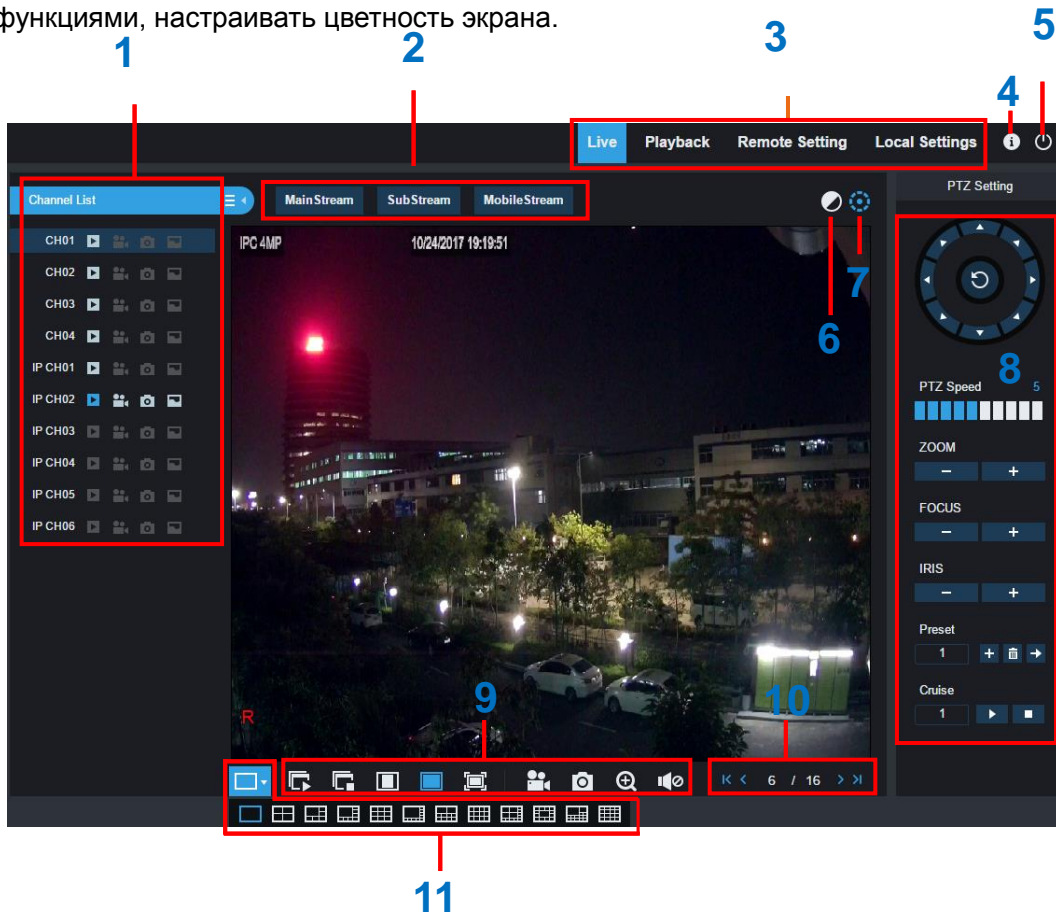 функциями, настраивать цветность экрана.
1
2
3
4
5
Live Playback Remote Setting Local Settings
Channel List
MainStream SubStream MobileStream
PTZ Setting
CH01
CH02
CH03
CH04
IP CH01
IP CH02
IP CH03
IP CH04
IP CH05
IP CH06
IPC 4MP 10/24/2017 19:19:51
R
6
7
8
PTZ Speed 5
ZOOM
- +
FOCUS
- +
IRIS
- +
Preset
1 +
Cruise
1
9
10
6 / 16
11